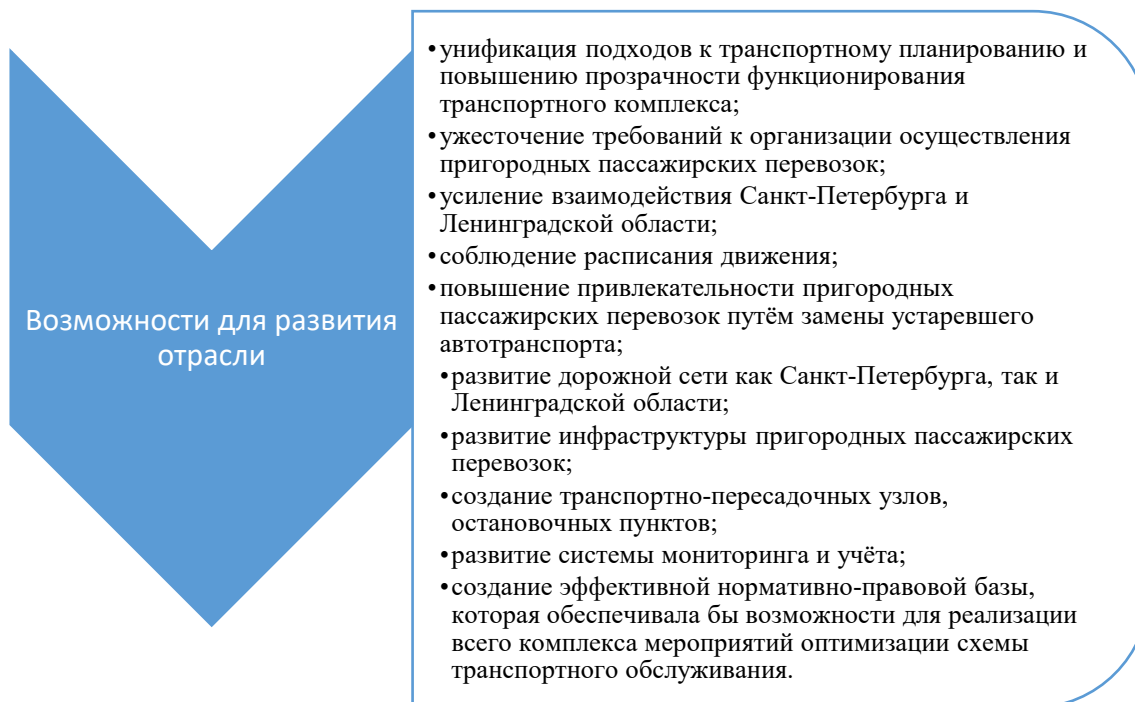 Возможности для развития
отрасли
•унификация подходов к транспортному планированию и
повышению прозрачности функционирования
транспортного комплекса;
•ужесточение требований к организации осуществления
пригородных пассажирских перевозок;
•усиление взаимодействия Санкт-Петербурга и
Ленинградской области;
•соблюдение расписания движения;
•повышение привлекательности пригородных
пассажирских перевозок путём замены устаревшего
автотранспорта;
•развитие дорожной сети как Санкт-Петербурга, так и
Ленинградской области;
•развитие инфраструктуры пригородных пассажирских
перевозок;
•создание транспортно-пересадочных узлов,
остановочных пунктов;
•развитие системы мониторинга и учёта;
•создание эффективной нормативно-правовой базы,
которая обеспечивала бы возможности для реализации
всего комплекса мероприятий оптимизации схемы
транспортного обслуживания.